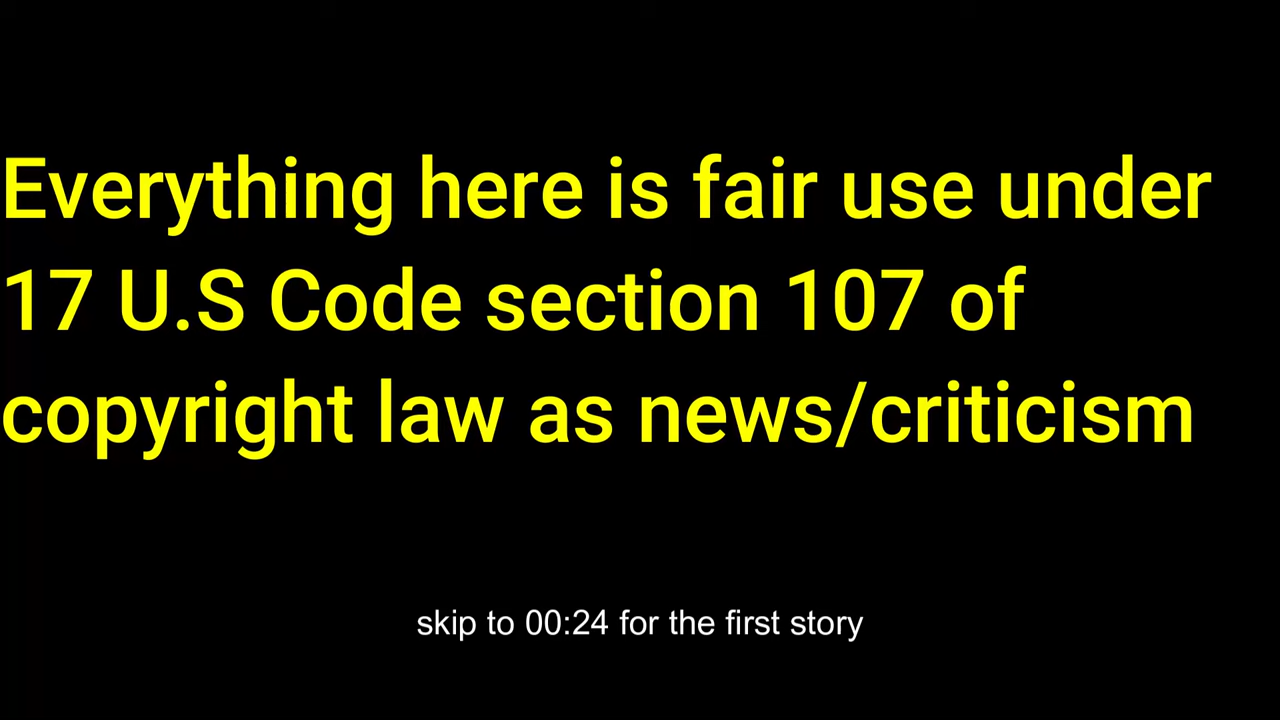 Everything here is fair use under
17 U.S Code section 107 of
copyright law as news/criticism
skip to 00:24 for the first story